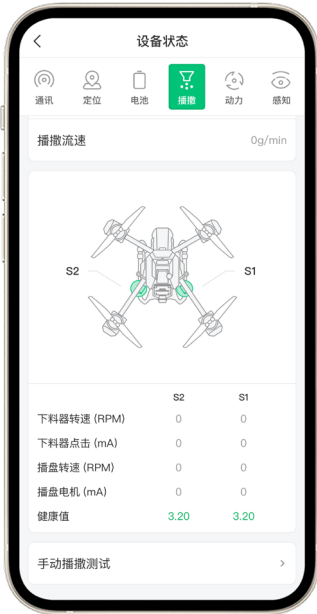 设备状态
通讯 定位 电池 播撒 动力 感知
播撒流速 0g/min
S2 S1
S2 S1
下料器转速 (RPM) 0 0
下料器点击 (mA) 0 0
播盘转速 (RPM) 0 0
播盘电机 (mA) 0 0
健康值 3.20 3.20
手动播撒测试